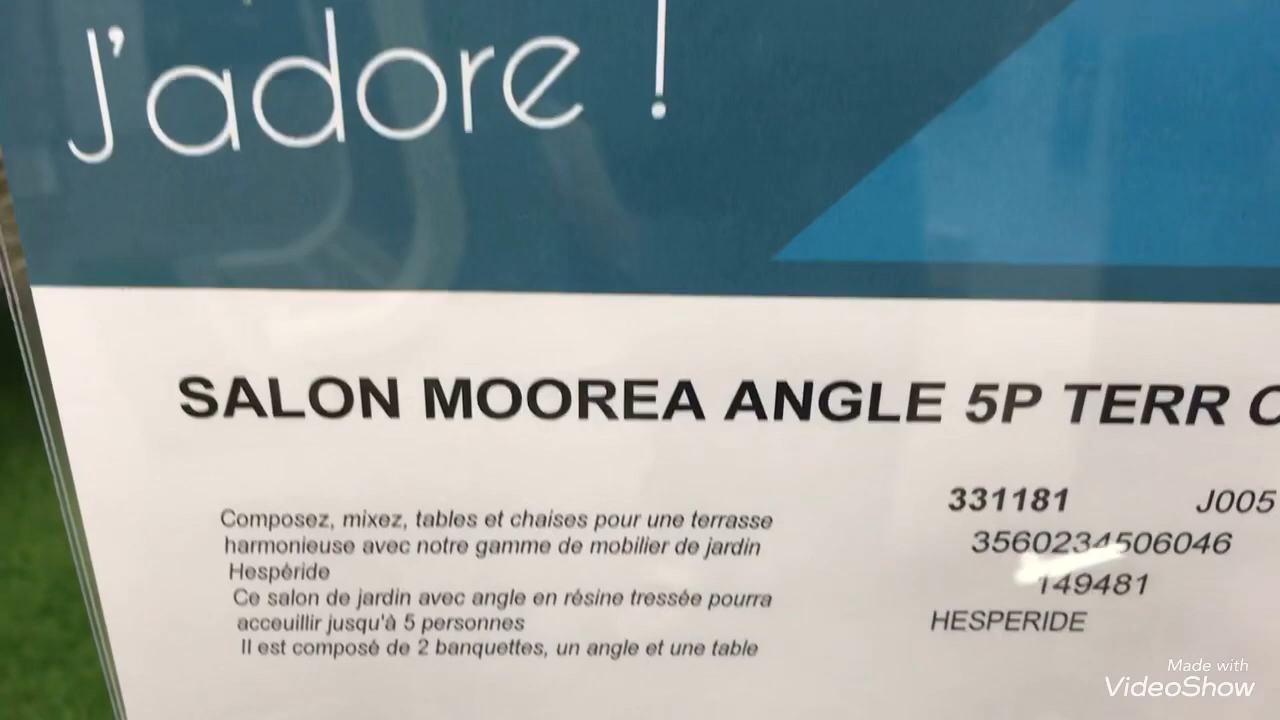 J'adore !
SALON MOOREA ANGLE 5P TERR
331181 J005
Composez, mixez, tables et chaises pour une terrasse
harmonieuse avec notre gamme de mobilier de jardin
Hespéride
Ce salon de jardin avec angle en résine tressée pourra
acceuillir jusqu'à 5 personnes
Il est composé de 2 banquettes, un angle et une table
3560234506046
149481
HESPERIDE
Made with
VideoShow